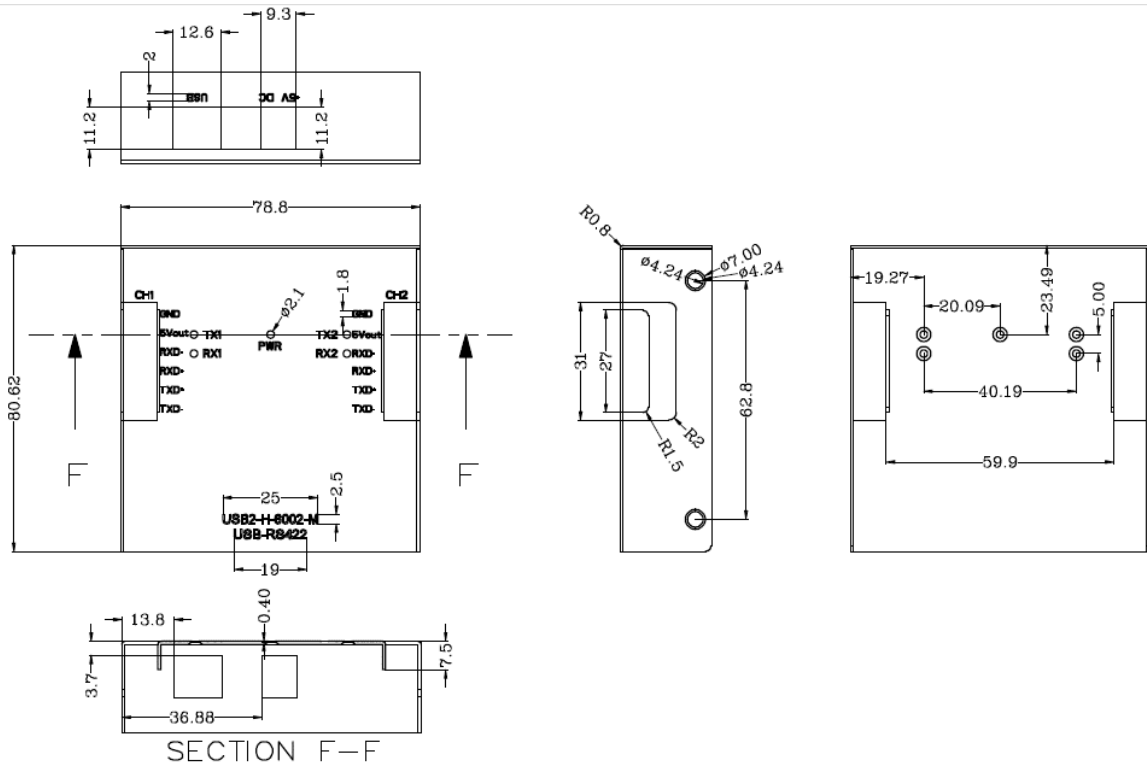 12.6
9.3
2
USB
+5V DC
11.2
11.2
78.8
80.62
CH1
CH2
1.8
ø2.1
GND
GND
5Vout
TX1
PWR
TX2
5Vout
RXD-
RX1
RX2
RXD-
RXD+
RXD+
TXD+
TXD+
TXD-
TXD-
F
F
25
2.5
USB2-H-6002-M
USB-RS422
19
R0.8
ø4.24
ø7.00
ø4.24
31
27
62.8
R2
R1.5
19.27
20.09
23.49
5.00
40.19
59.9
13.8
0.40
3.7
7.5
36.88
SECTION F-F